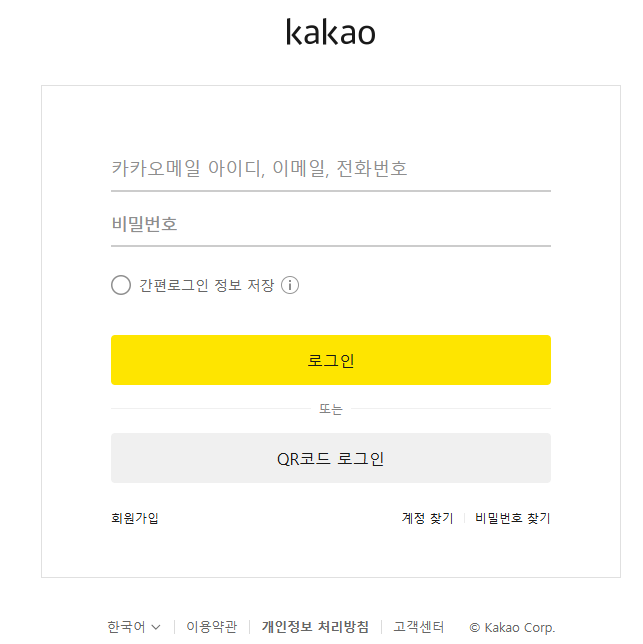 kakao
카카오메일 아이디, 이메일, 전화번호
비밀번호
간편로그인 정보 저장
로그인
또는
QR코드 로그인
회원가입 계정 찾기 비밀번호 찾기
한국어 이용약관 개인정보 처리방침 고객센터 © Kakao Corp.